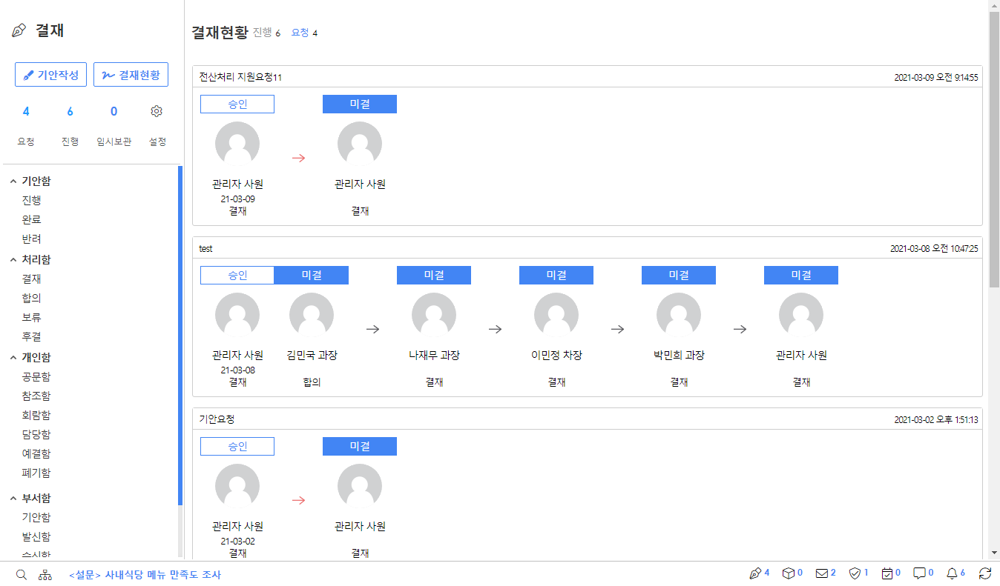 결재
기안작성 결재현황
4 6 0
요청 진행 임시보관 설정
기안함
진행
완료
반려
처리함
결재
합의
보류
후결
개인함
공문함
참조함
회람함
담당함
예결함
폐기함
부서함
기안함
발신함
수신함
결재현황 진행 6 요청 4
전산처리 지원요청11 2021-03-09 오전 9:14:55
승인 미결
관리자 사원 관리자 사원
21-03-09
결재 결재
test 2021-03-08 오전 10:47:25
승인 미결 미결 미결 미결 미결
관리자 사원 김민국 과장 나재무 과장 이민정 차장 박민희 과장 관리자 사원
21-03-08
결재 합의 결재 결재 결재 결재
기안요청 2021-03-02 오후 1:51:13
승인 미결
관리자 사원 관리자 사원
21-03-02
결재 결재
<설문> 사내식당 메뉴 만족도 조사 4 0 2 1 0 0 6